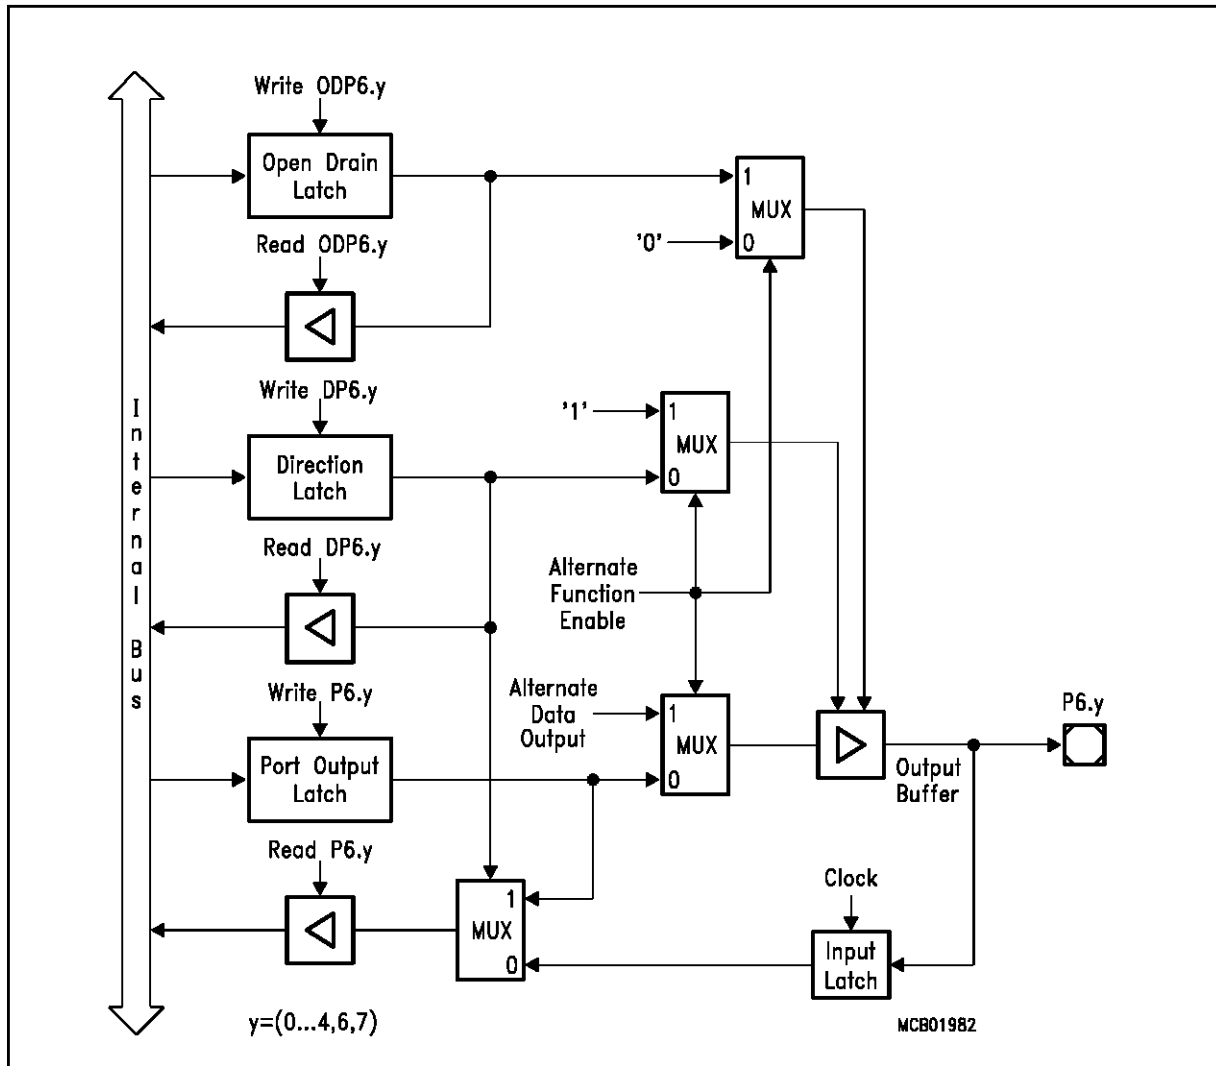 Write ODP6.y
Open Drain
Latch
1
MUX
'0'
0
Read ODP6.y
Write DP6.y
'1'
1
MUX
0
Direction
Latch
Internal Bus
Read DP6.y
Alternate
Function
Enable
Write P6.y
Alternate
Data
Output
1
MUX
0
P6.y
Port Output
Latch
Output
Buffer
Read P6.y
1
MUX
0
Clock
Input
Latch
y=(0...4,6,7)
MCB01982